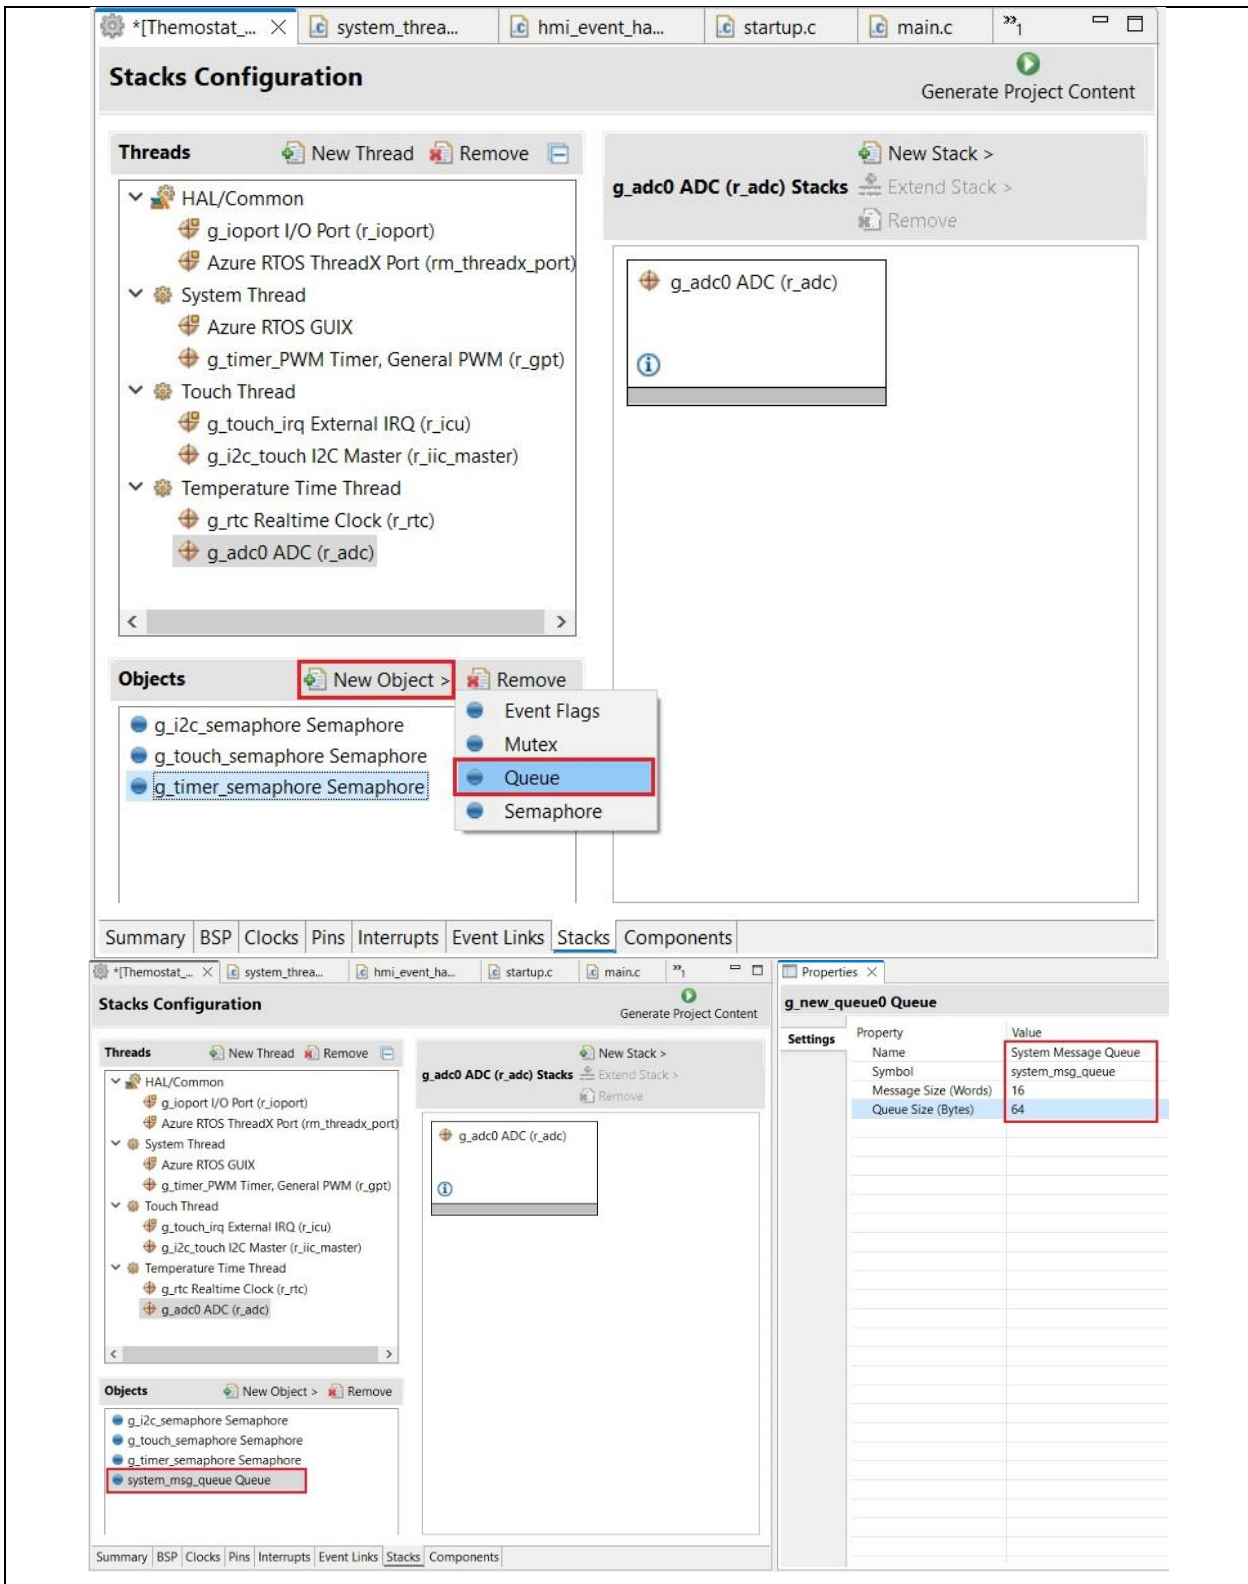 *[Themostat_...
system_threa...
hmi_event_ha...
startup.c
main.c
»1
Stacks Configuration
Generate Project Content
Threads
New Thread
Remove
HAL/Common
g_ioport I/O Port (r_ioport)
Azure RTOS ThreadX Port (rm_threadx_port)
System Thread
Azure RTOS GUIX
g_timer_PWM Timer, General PWM (r_gpt)
Touch Thread
g_touch_irq External IRQ (r_icu)
g_i2c_touch I2C Master (r_iic_master)
Temperature Time Thread
g_rtc Realtime Clock (r_rtc)
g_adc0 ADC (r_adc)
g_adc0 ADC (r_adc) Stacks
New Stack >
Extend Stack >
Remove
g_adc0 ADC (r_adc)
Objects
New Object >
Remove
g_i2c_semaphore Semaphore
g_touch_semaphore Semaphore
g_timer_semaphore Semaphore
Event Flags
Mutex
Queue
Semaphore
Summary BSP Clocks Pins Interrupts Event Links Stacks Components
*[Themostat_...
system_threa...
hmi_event_ha...
startup.c
main.c
»1
Stacks Configuration
Generate Project Content
Threads
New Thread
Remove
HAL/Common
g_ioport I/O Port (r_ioport)
Azure RTOS ThreadX Port (rm_threadx_port)
System Thread
Azure RTOS GUIX
g_timer_PWM Timer, General PWM (r_gpt)
Touch Thread
g_touch_irq External IRQ (r_icu)
g_i2c_touch I2C Master (r_iic_master)
Temperature Time Thread
g_rtc Realtime Clock (r_rtc)
g_adc0 ADC (r_adc)
g_adc0 ADC (r_adc) Stacks
New Stack >
Extend Stack >
Remove
g_adc0 ADC (r_adc)
Objects
New Object >
Remove
g_i2c_semaphore Semaphore
g_touch_semaphore Semaphore
g_timer_semaphore Semaphore
system_msg_queue Queue
Summary BSP Clocks Pins Interrupts Event Links Stacks Components
Properties
g_new_queue0 Queue
Settings
Property Value
Name System Message Queue
Symbol system_msg_queue
Message Size (Words) 16
Queue Size (Bytes) 64